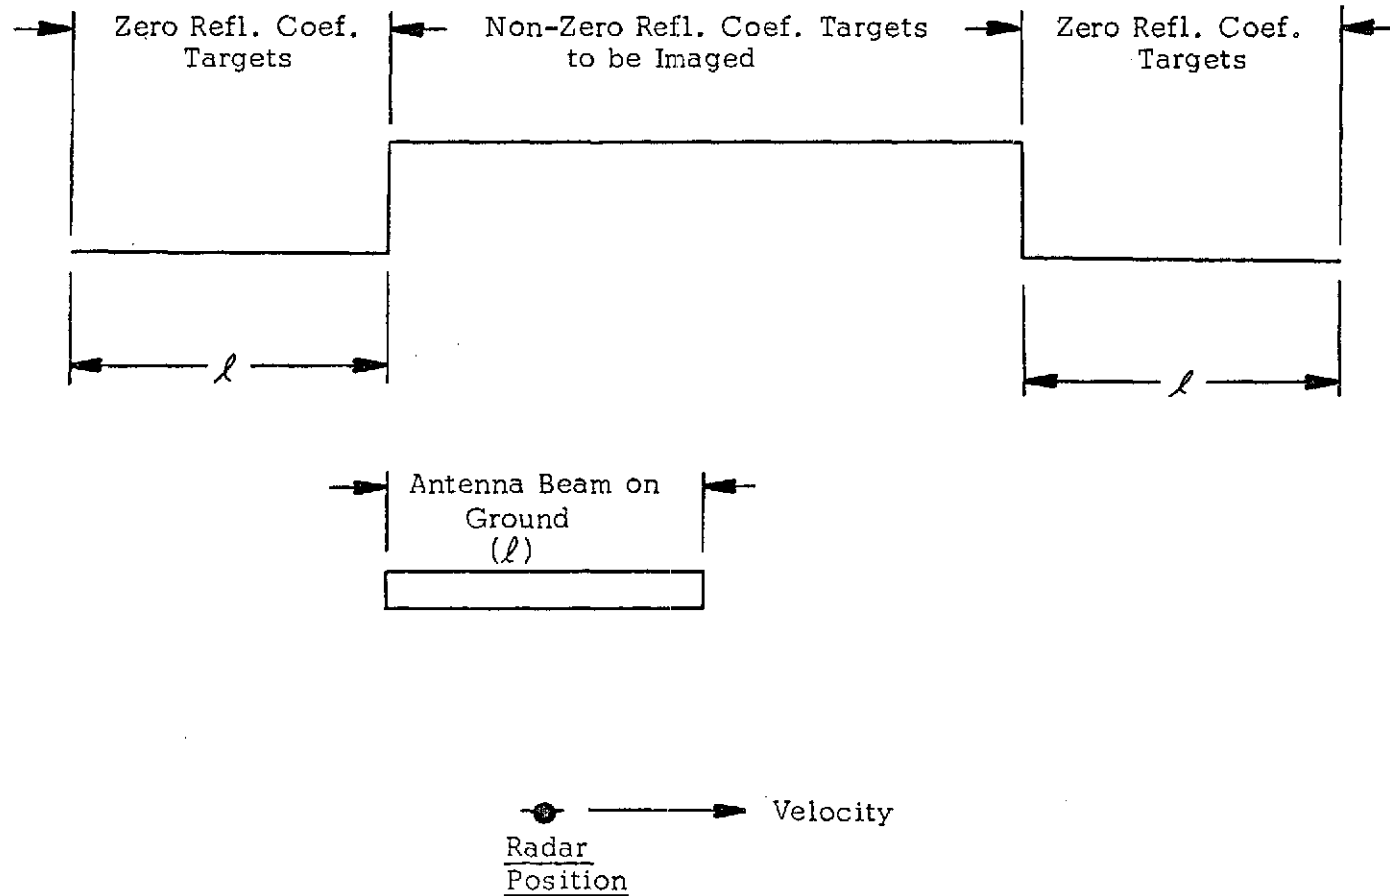 Zero Refl. Coef.
Targets
Non-Zero Refl. Coef. Targets
to be Imaged
Zero Refl. Coef.
Targets
ℓ
ℓ
Antenna Beam on
Ground
(ℓ)
Velocity
Radar
Position